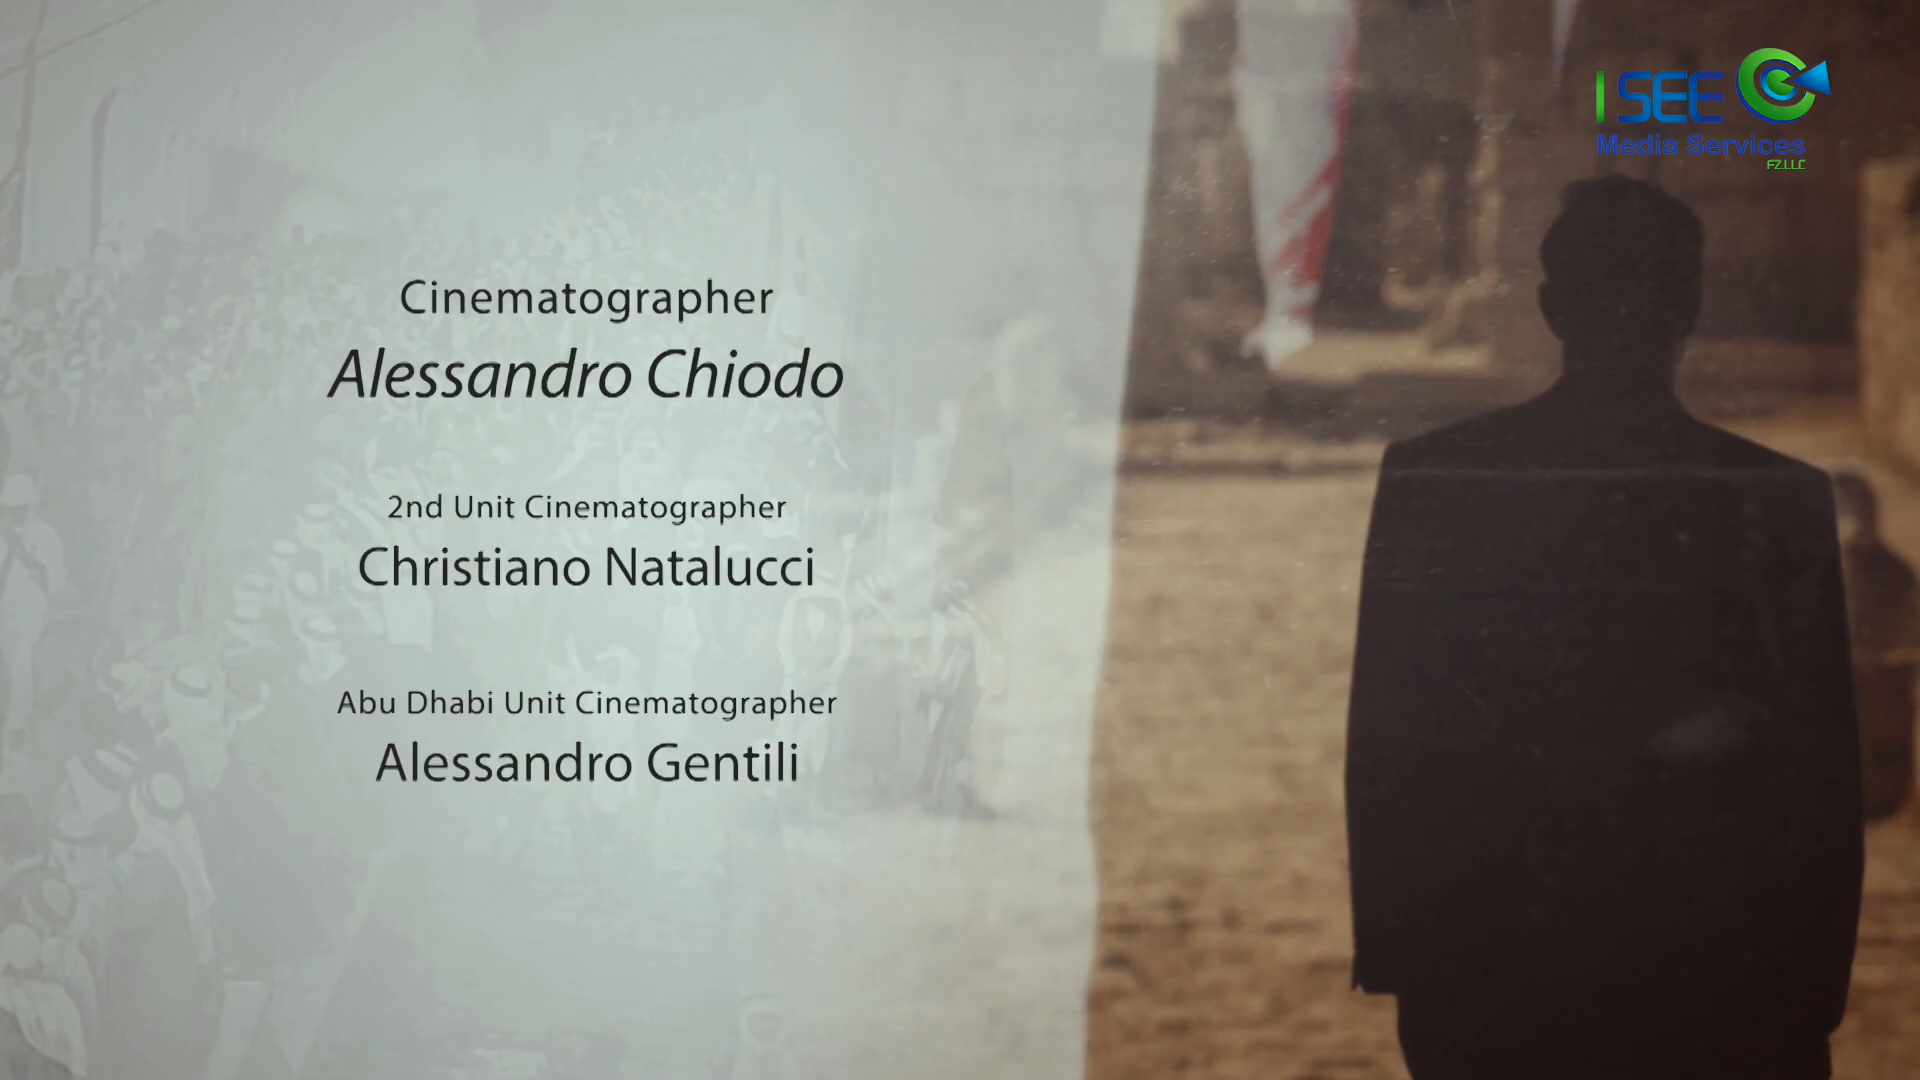 I SEE
Media Services
FZ.LLC
Cinematographer
Alessandro Chiodo
2nd Unit Cinematographer
Christiano Natalucci
Abu Dhabi Unit Cinematographer
Alessandro Gentili